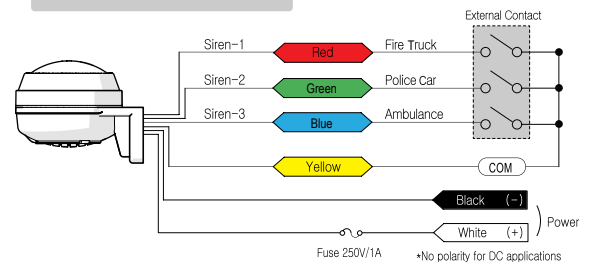 External Contact
Siren-1 Red Fire Truck
Siren-2 Green Police Car
Siren-3 Blue Ambulance
Yellow COM
Black (-)
Power
White (+)
Fuse 250V/1A
*No polarity for DC applications